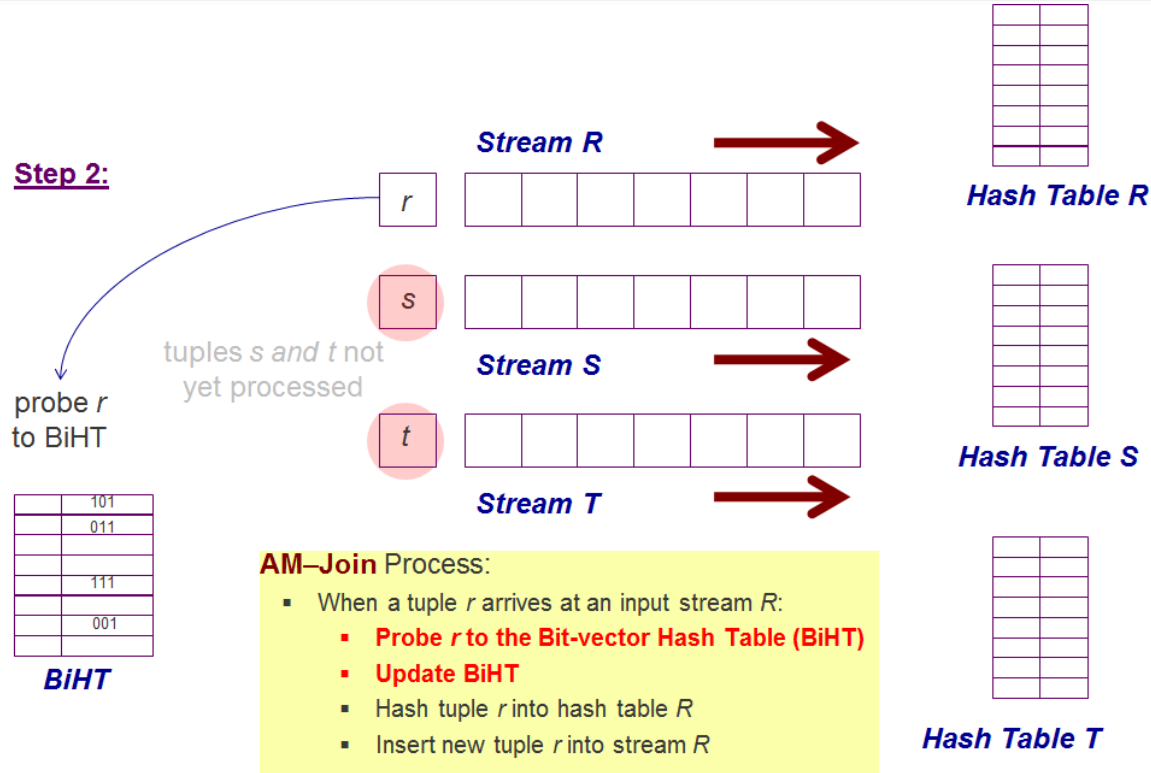 Step 2:
Stream R
Hash Table R
r
s
tuples s and t not
yet processed
Stream S
probe r
to BiHT
t
Hash Table S
Stream T
101
011
111
001
BiHT
AM–Join Process:
▪ When a tuple r arrives at an input stream R:
▪ Probe r to the Bit-vector Hash Table (BiHT)
▪ Update BiHT
▪ Hash tuple r into hash table R
▪ Insert new tuple r into stream R
Hash Table T